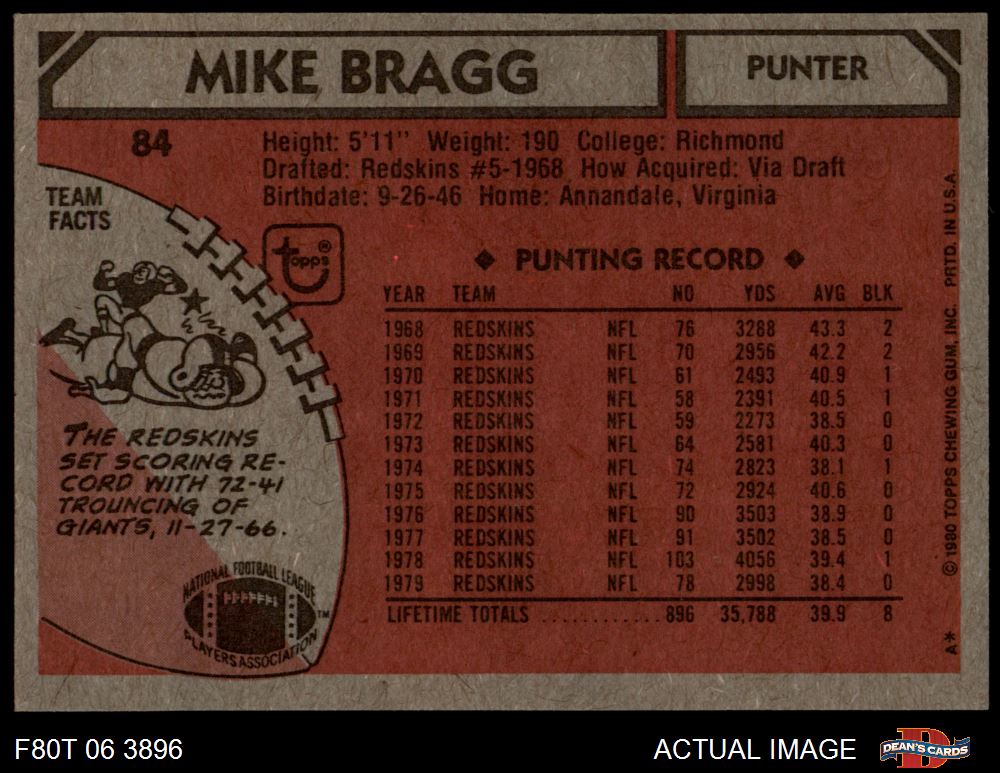 MIKE BRAGG
PUNTER
84
Height: 5'11" Weight: 190 College: Richmond
Drafted: Redskins #5-1968 How Acquired: Via Draft
Birthdate: 9-26-46 Home: Annandale, Virginia
TEAM
FACTS
topps®
THE REDSKINS
SET SCORING RE-
CORD WITH 72-41
TROUNCING OF
GIANTS, 11-27-66.
NATIONAL FOOTBALL LEAGUE
PLAYERS ASSOCIATION
TM
◆ PUNTING RECORD ◆
YEAR TEAM NO YDS AVG BLK
1968 REDSKINS NFL 76 3288 43.3 2
1969 REDSKINS NFL 70 2956 42.2 2
1970 REDSKINS NFL 61 2493 40.9 1
1971 REDSKINS NFL 58 2391 40.5 1
1972 REDSKINS NFL 59 2273 38.5 0
1973 REDSKINS NFL 64 2581 40.3 0
1974 REDSKINS NFL 74 2823 38.1 1
1975 REDSKINS NFL 72 2924 40.6 0
1976 REDSKINS NFL 90 3503 38.9 0
1977 REDSKINS NFL 91 3502 38.5 0
1978 REDSKINS NFL 103 4056 39.4 1
1979 REDSKINS NFL 78 2998 38.4 0
LIFETIME TOTALS ............ 896 35,788 39.9 8
A* © 1980 TOPPS CHEWING GUM, INC. PRTD. IN U.S.A.
F80T 06 3896
ACTUAL IMAGE
DEAN'S CARDS